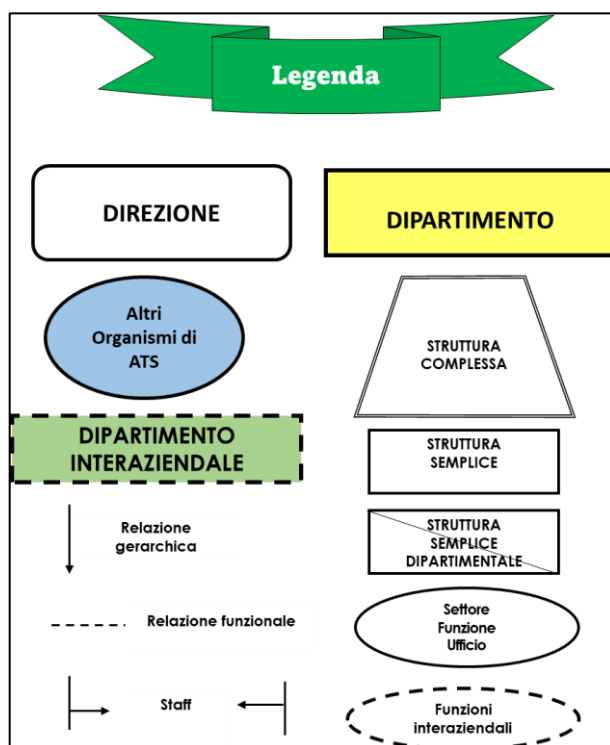 Legenda
DIREZIONE
DIPARTIMENTO
Altri
Organismi di
ATS
STRUTTURA
COMPLESSA
DIPARTIMENTO
INTERAZIENDALE
STRUTTURA
SEMPLICE
Relazione
gerarchica
STRUTTURA
SEMPLICE
DIPARTIMENTALE
Relazione funzionale
Settore
Funzione
Ufficio
Staff
Funzioni
interaziendali